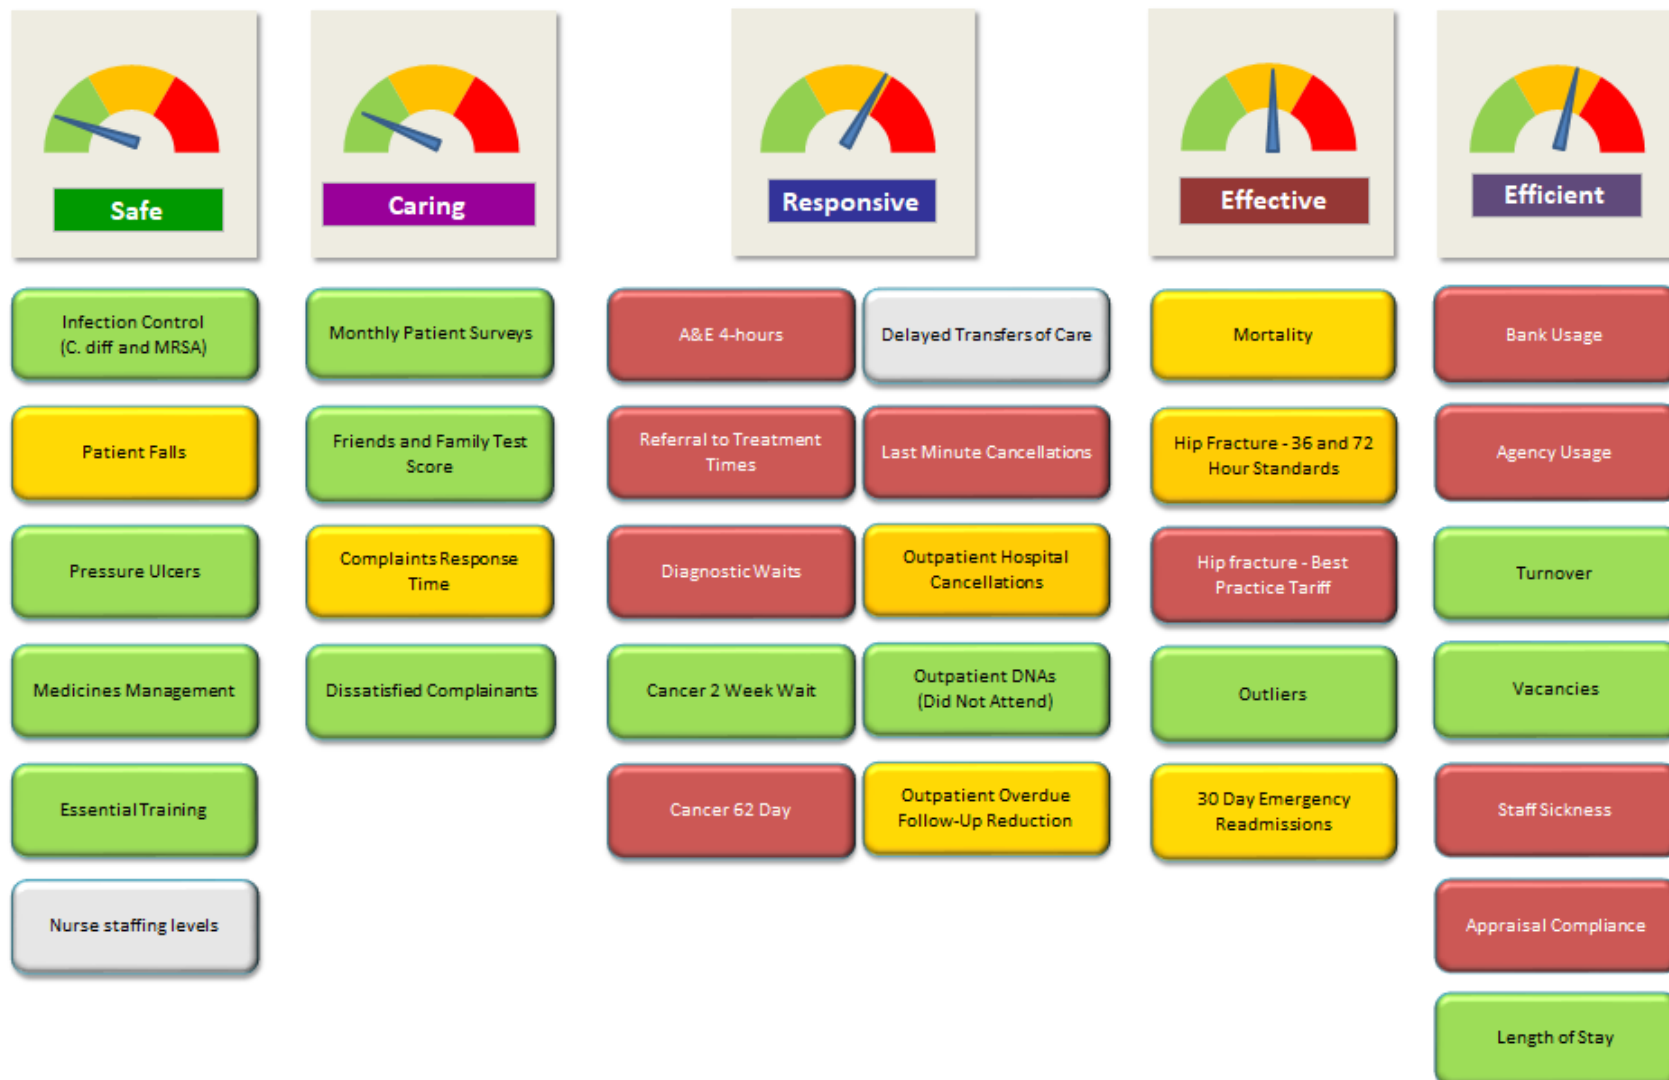 Safe
Caring
Responsive
Effective
Efficient
Infection Control
(C. diff and MRSA)
Patient Falls
Pressure Ulcers
Medicines Management
Essential Training
Nurse staffing levels
Monthly Patient Surveys
Friends and Family Test
Score
Complaints Response
Time
Dissatisfied Complainants
A&E 4-hours
Referral to Treatment
Times
Diagnostic Waits
Cancer 2 Week Wait
Cancer 62 Day
Delayed Transfers of Care
Last Minute Cancellations
Outpatient Hospital
Cancellations
Outpatient DNAs
(Did Not Attend)
Outpatient Overdue
Follow-Up Reduction
Mortality
Hip Fracture - 36 and 72
Hour Standards
Hip fracture - Best
Practice Tariff
Outliers
30 Day Emergency
Readmissions
Bank Usage
Agency Usage
Turnover
Vacancies
Staff Sickness
Appraisal Compliance
Length of Stay